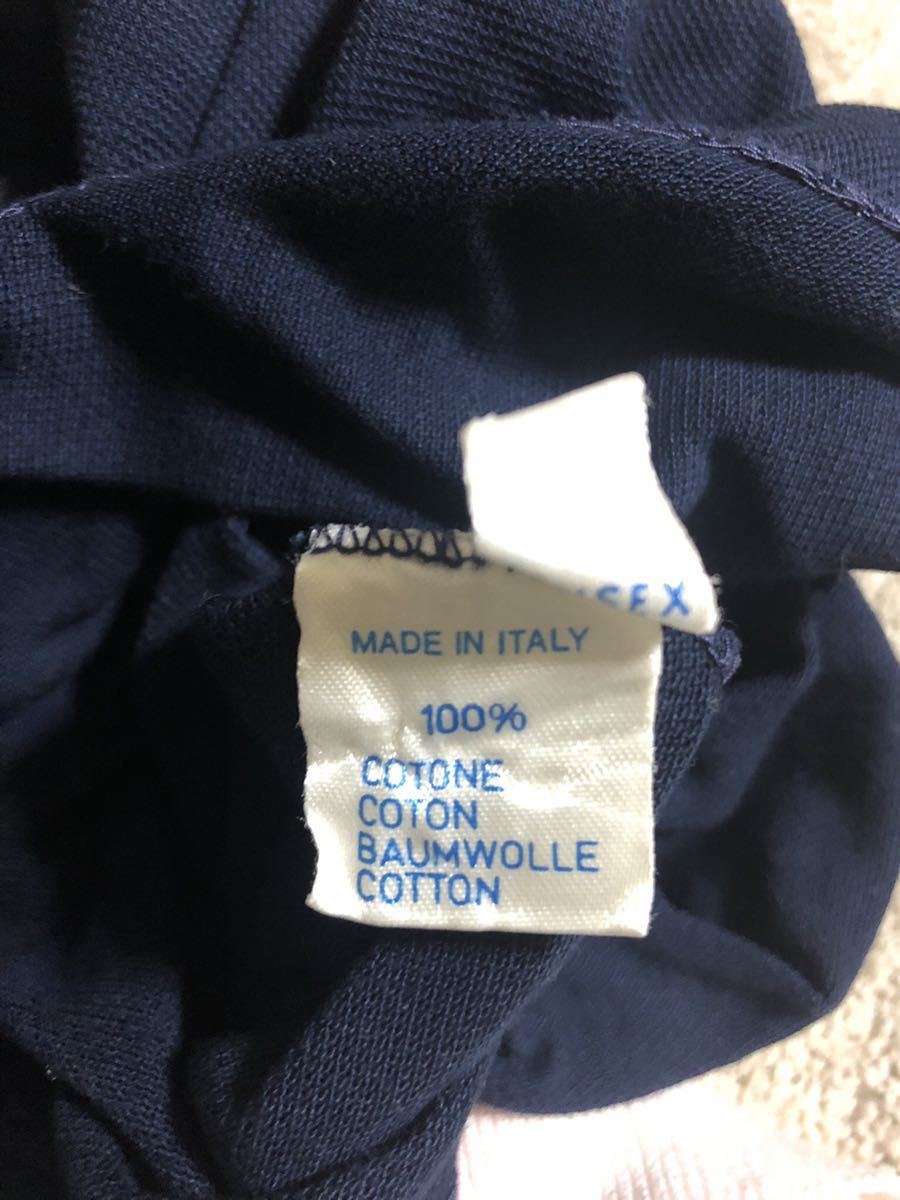 MADE IN ITALY
100%
COTONE
COTON
BAUMWOLLE
COTTON